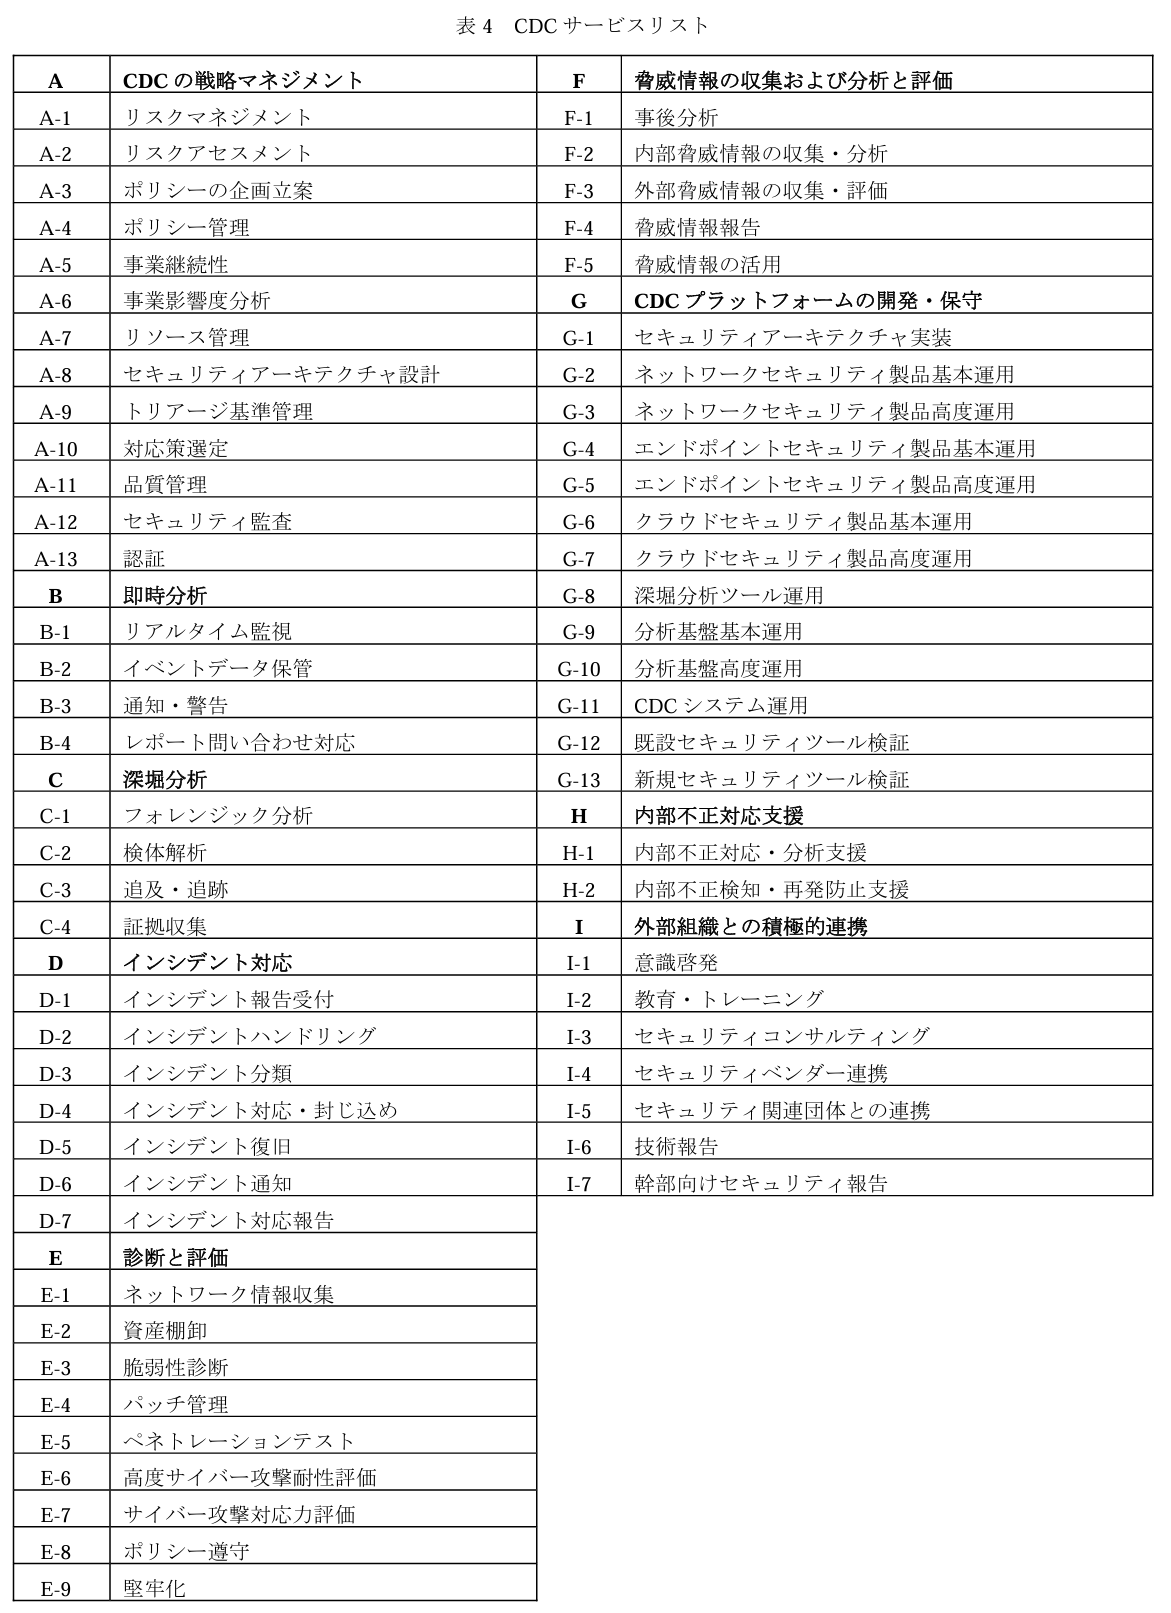 表 4 CDC サービスリスト
A CDC の戦略マネジメント
A-1 リスクマネジメント
A-2 リスクアセスメント
A-3 ポリシーの企画立案
A-4 ポリシー管理
A-5 事業継続性
A-6 事業影響度分析
A-7 リソース管理
A-8 セキュリティアーキテクチャ設計
A-9 トリアージ基準管理
A-10 対応策選定
A-11 品質管理
A-12 セキュリティ監査
A-13 認証
B 即時分析
B-1 リアルタイム監視
B-2 イベントデータ保管
B-3 通知・警告
B-4 レポート問い合わせ対応
C 深堀分析
C-1 フォレンジック分析
C-2 検体解析
C-3 追及・追跡
C-4 証拠収集
D インシデント対応
D-1 インシデント報告受付
D-2 インシデントハンドリング
D-3 インシデント分類
D-4 インシデント対応・封じ込め
D-5 インシデント復旧
D-6 インシデント通知
D-7 インシデント対応報告
E 診断と評価
E-1 ネットワーク情報収集
E-2 資産棚卸
E-3 脆弱性診断
E-4 パッチ管理
E-5 ペネトレーションテスト
E-6 高度サイバー攻撃耐性評価
E-7 サイバー攻撃対応力評価
E-8 ポリシー遵守
E-9 堅牢化
F 脅威情報の収集および分析と評価
F-1 事後分析
F-2 内部脅威情報の収集・分析
F-3 外部脅威情報の収集・評価
F-4 脅威情報報告
F-5 脅威情報の活用
G CDC プラットフォームの開発・保守
G-1 セキュリティアーキテクチャ実装
G-2 ネットワークセキュリティ製品基本運用
G-3 ネットワークセキュリティ製品高度運用
G-4 エンドポイントセキュリティ製品基本運用
G-5 エンドポイントセキュリティ製品高度運用
G-6 クラウドセキュリティ製品基本運用
G-7 クラウドセキュリティ製品高度運用
G-8 深堀分析ツール運用
G-9 分析基盤基本運用
G-10 分析基盤高度運用
G-11 CDC システム運用
G-12 既設セキュリティツール検証
G-13 新規セキュリティツール検証
H 内部不正対応支援
H-1 内部不正対応・分析支援
H-2 内部不正検知・再発防止支援
I 外部組織との積極的連携
I-1 意識啓発
I-2 教育・トレーニング
I-3 セキュリティコンサルティング
I-4 セキュリティベンダー連携
I-5 セキュリティ関連団体との連携
I-6 技術報告
I-7 幹部向けセキュリティ報告